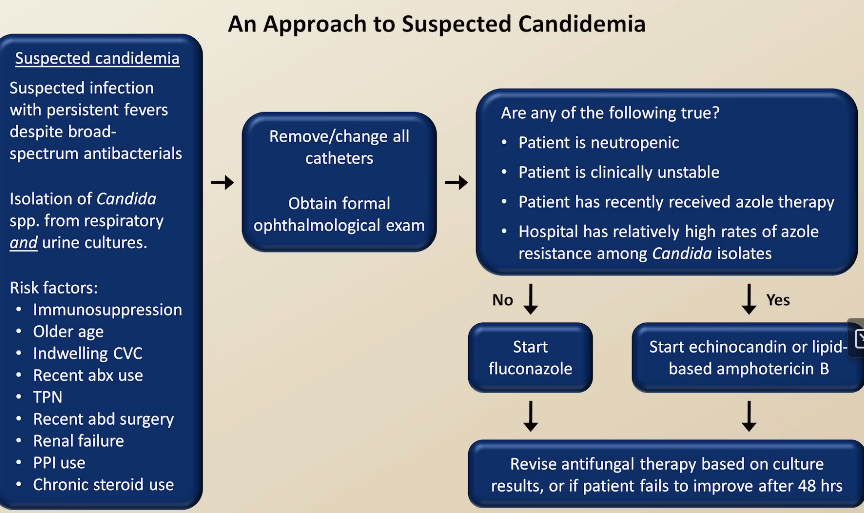 An Approach to Suspected Candidemia
Suspected candidemia
Suspected infection
with persistent fevers
despite broad-
spectrum antibacterials
Isolation of Candida
spp. from respiratory
and urine cultures.
Risk factors:
• Immunosuppression
• Older age
• Indwelling CVC
• Recent abx use
• TPN
• Recent abd surgery
• Renal failure
• PPI use
• Chronic steroid use
Remove/change all
catheters
Obtain formal
ophthalmological exam
Are any of the following true?
• Patient is neutropenic
• Patient is clinically unstable
• Patient has recently received azole therapy
• Hospital has relatively high rates of azole
resistance among Candida isolates
No
Yes
Start
fluconazole
Start echinocandin or lipid-
based amphotericin B
Revise antifungal therapy based on culture
results, or if patient fails to improve after 48 hrs